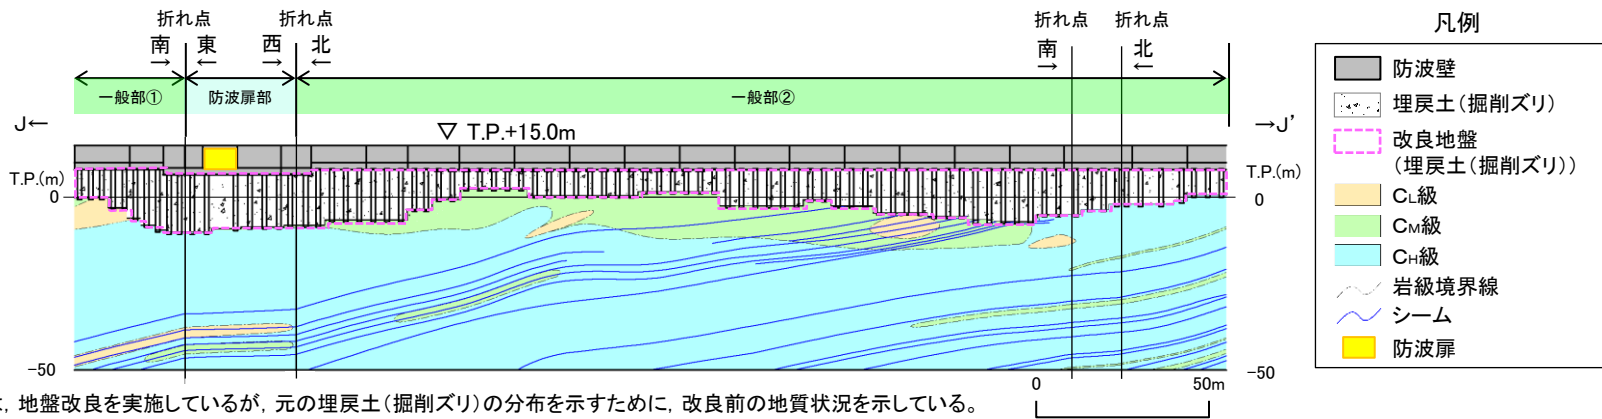 折れ点 折れ点 折れ点 折れ点 凡例
南 東 西 北 南 北
→ ← → ← → ←
一般部① 防波扉部 一般部②
J← ▽ T.P.+15.0m →J'
T.P.(m) T.P.(m)
0 0
-50 -50
0 50m
防波壁
埋戻土(掘削ズリ)
改良地盤
(埋戻土(掘削ズリ))
CL級
CM級
CH級
岩級境界線
シーム
防波扉
, 地盤改良を実施しているが, 元の埋戻土(掘削ズリ)の分布を示すために, 改良前の地質状況を示している。